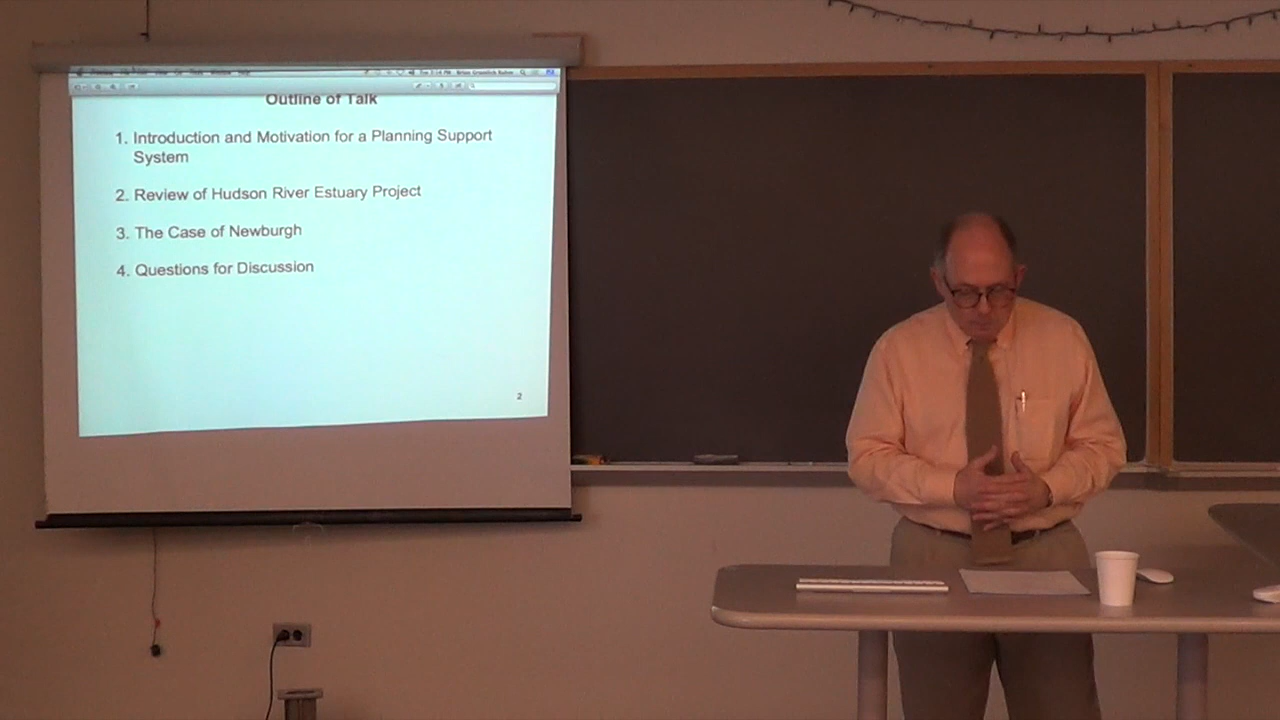 Outline of Talk
1. Introduction and Motivation for a Planning Support
System
2. Review of Hudson River Estuary Project
3. The Case of Newburgh
4. Questions for Discussion
2